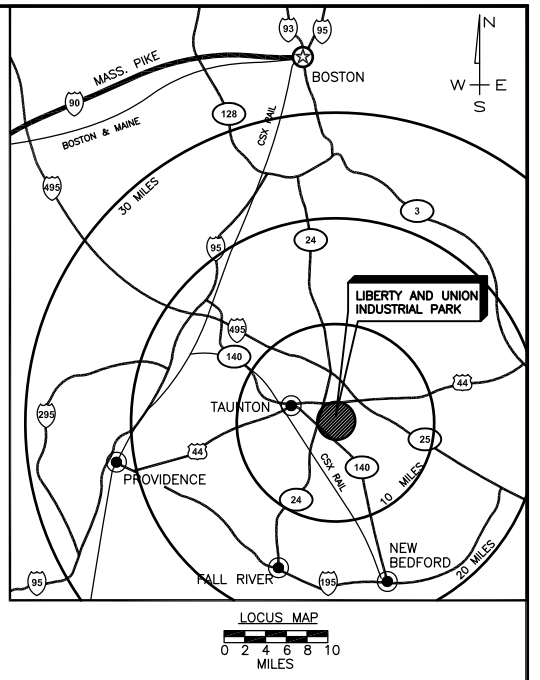 93
95
N
MASS. PIKE
BOSTON
W E
S
90
BOSTON & MAINE
128
CSX RAIL
495
30 MILES
3
95
24
LIBERTY AND UNION
INDUSTRIAL PARK
495
140
44
TAUNTON
295
44
25
CSX RAIL
140
PROVIDENCE
10 MILES
24
NEW
BEDFORD
20 MILES
FALL RIVER
195
95
LOCUS MAP
0 2 4 6 8 10
MILES